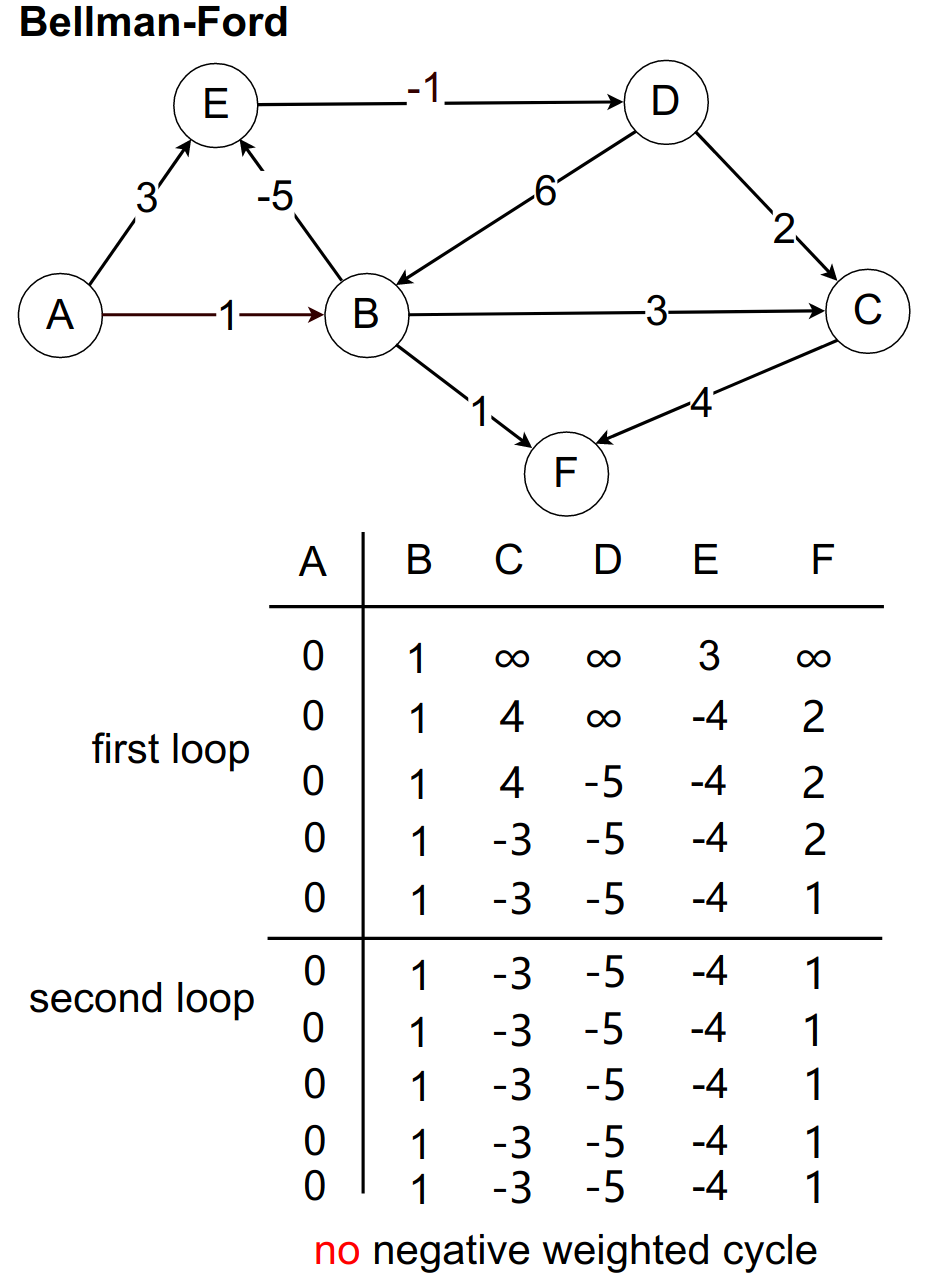 Bellman-Ford
E -1 D
3 -5 6 2
A 1 B 3 C
1 4
F
A B C D E F
0 1 ∞ ∞ 3 ∞
0 1 4 ∞ -4 2
first loop
0 1 4 -5 -4 2
0 1 -3 -5 -4 2
0 1 -3 -5 -4 1
0 1 -3 -5 -4 1
second loop
0 1 -3 -5 -4 1
0 1 -3 -5 -4 1
0 1 -3 -5 -4 1
0 1 -3 -5 -4 1
no negative weighted cycle